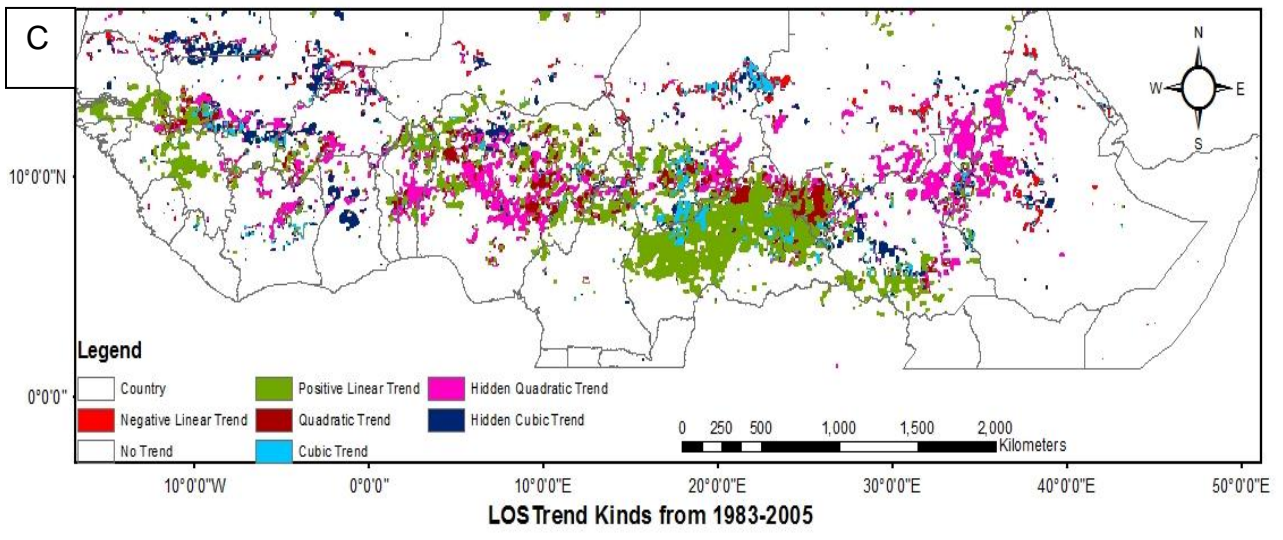 C
N
W E
S
10°0'0"N
0°0'0"
Legend
Country
Positive Linear Trend
Hidden Quadratic Trend
Negative Linear Trend
Quadratic Trend
Hidden Cubic Trend
No Trend
Cubic Trend
0 250 500 1,000 1,500 2,000
Kilometers
10°0'0"W 0°0'0" 10°0'0"E 20°0'0"E 30°0'0"E 40°0'0"E 50°0'0"E
LOSTrend Kinds from 1983-2005